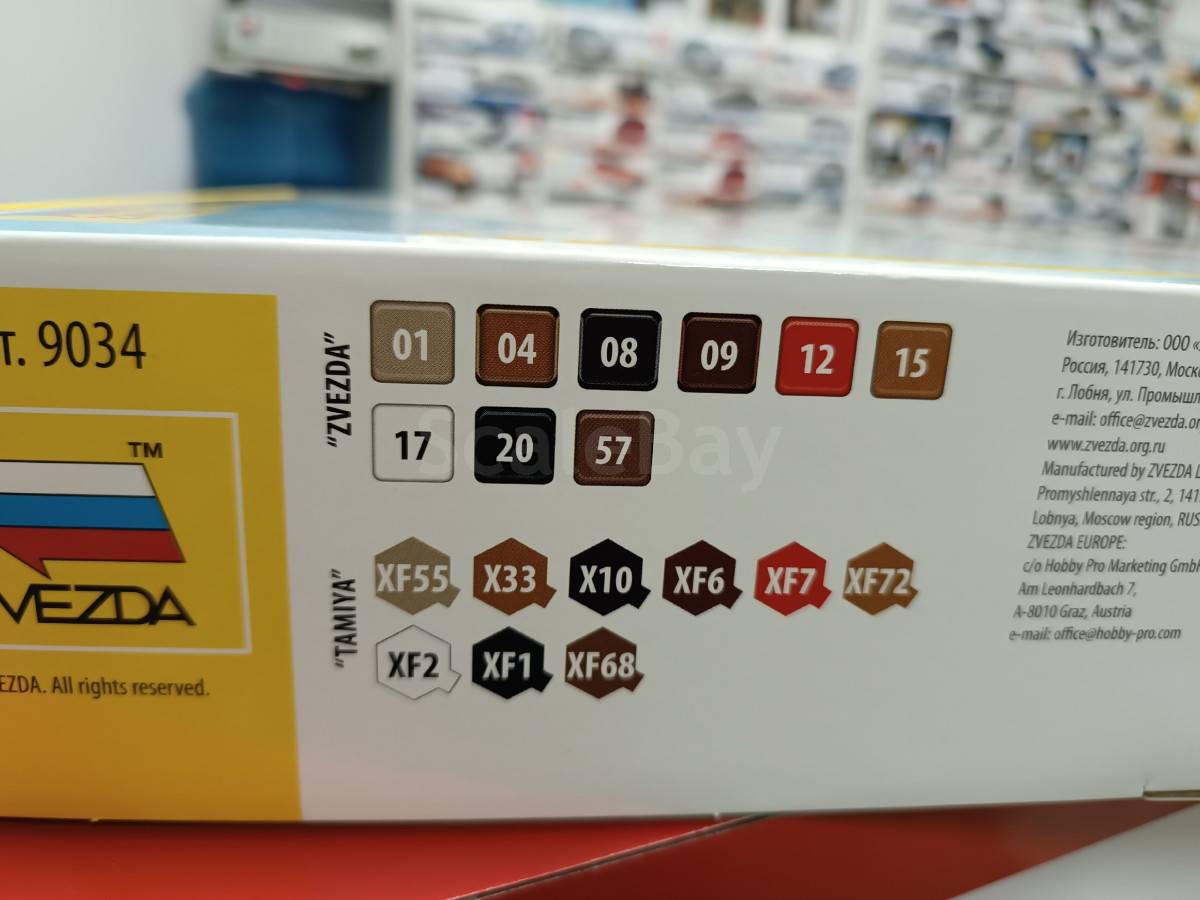 т. 9034
TM
VEZDA
EZDA. All rights reserved.
"ZVEZDA"
01 04 08 09 12 15
17 20 57
"TAMIYA"
XF55 X33 X10 XF6 XF7 XF72
XF2 XF1 XF68
ScaleBay
Изготовитель: ООО «
Россия, 141730, Моск
г. Лобня, ул. Промышл
e-mail: office@zvezda.or
www.zvezda.org.ru
Manufactured by ZVEZDA L
Promyshlennaya str., 2, 141
Lobnya, Moscow region, RUS
ZVEZDA EUROPE:
c/o Hobby Pro Marketing GmbH
Am Leonhardbach 7,
A-8010 Graz, Austria
e-mail: office@hobby-pro.com